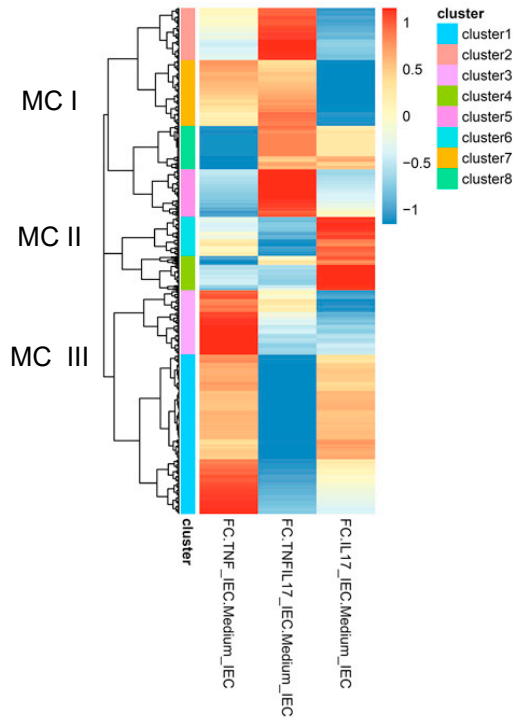 MC I
MC II
MC III
1
0.5
0
−0.5
−1
cluster
cluster1
cluster2
cluster3
cluster4
cluster5
cluster6
cluster7
cluster8
cluster
FC.TNF_IEC.Medium_IEC
FC.TNFIL17_IEC.Medium_IEC
FC.IL17_IEC.Medium_IEC